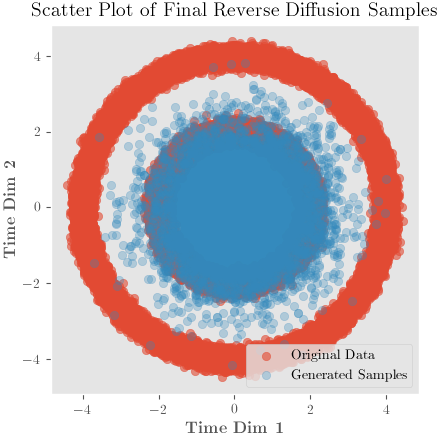 Scatter Plot of Final Reverse Diffusion Samples
4
2
0
−2
−4
Time Dim 2
Original Data
Generated Samples
−4 −2 0 2 4
Time Dim 1